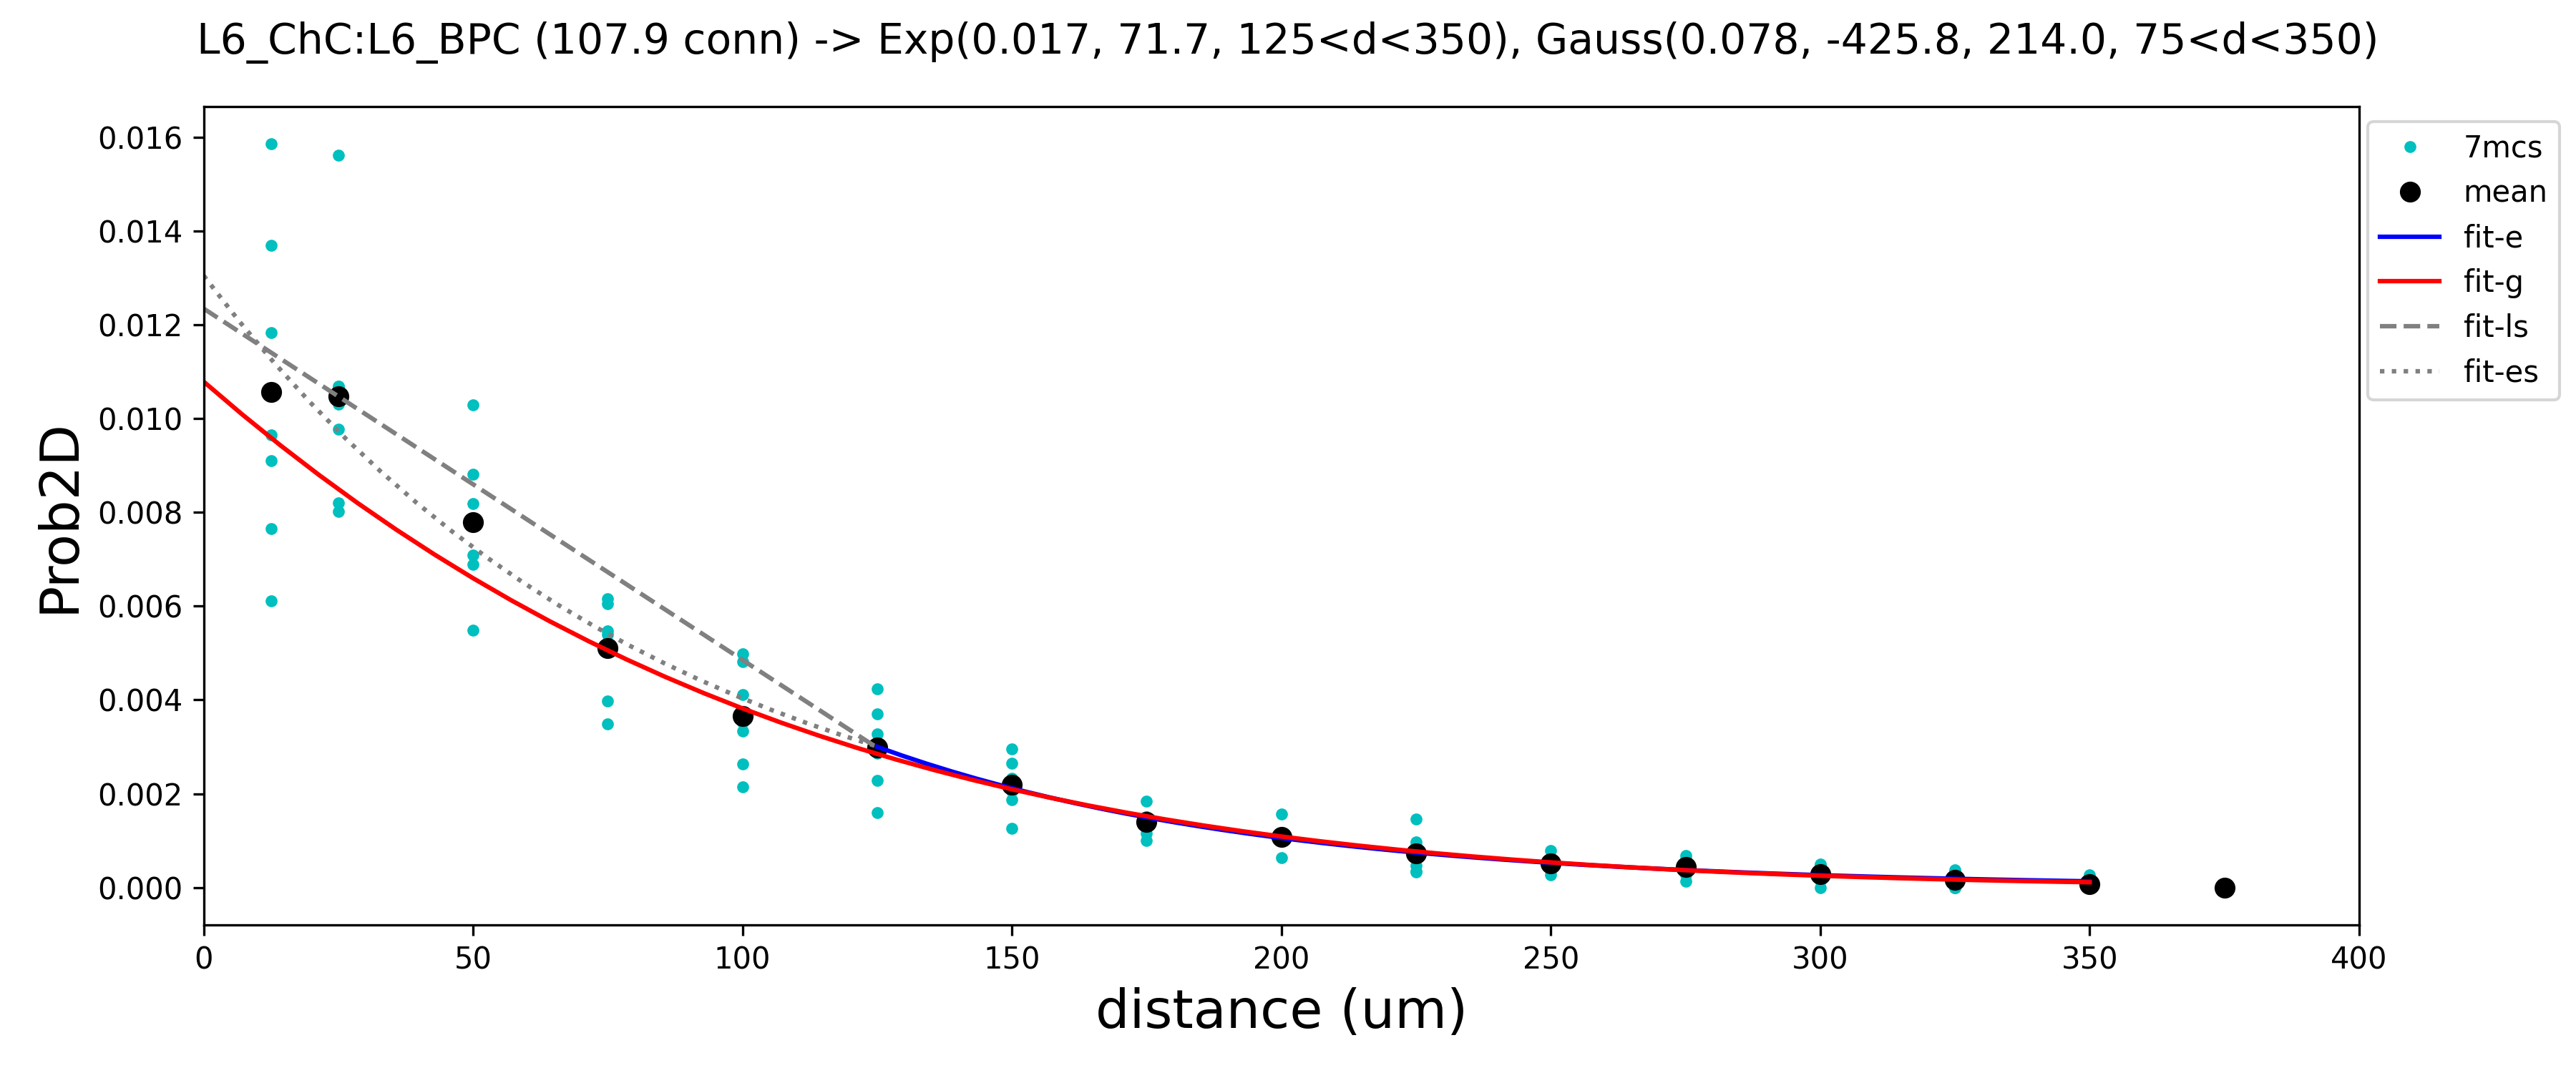 L6_ChC:L6_BPC (107.9 conn) -> Exp(0.017, 71.7, 125<d<350), Gauss(0.078, -425.8, 214.0, 75<d<350)
0.016
0.014
0.012
0.010
0.008
0.006
0.004
0.002
0.000
Prob2D
0 50 100 150 200 250 300 350 400
distance (um)
7mcs
mean
fit-e
fit-g
fit-ls
fit-es